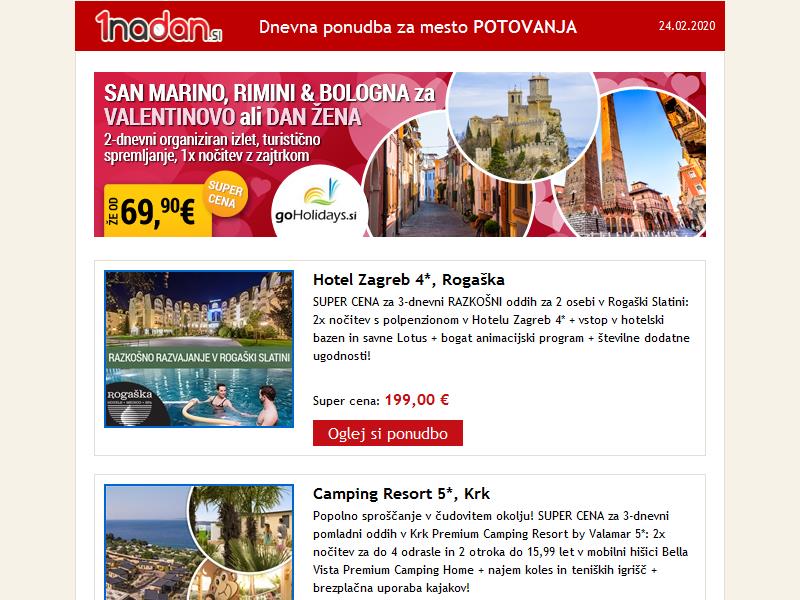 1nadan.SI
Dnevna ponudba za mesto POTOVANJA
24.02.2020
SAN MARINO, RIMINI & BOLOGNA za
VALENTINOVO ali DAN ŽENA
2-dnevni organiziran izlet, turistično
spremljanje, 1x nočitev z zajtrkom
SUPER
CENA
ŽE OD
69,90€
goHolidays.si
Hotel Zagreb 4*, Rogaška
SUPER CENA za 3-dnevni RAZKOŠNI oddih za 2 osebi v Rogaški Slatini:
2x nočitev s polpenzionom v Hotelu Zagreb 4* + vstop v hotelski
bazen in savne Lotus + bogat animacijski program + številne dodatne
ugodnosti!
RAZKOŠNO RAZVAJANJE V ROGAŠKI SLATINI
ROGAŠKA
Super cena: 199,00 €
Oglej si ponudbo
Camping Resort 5*, Krk
Popolno sproščanje v čudovitem okolju! SUPER CENA za 3-dnevni
pomladni oddih v Krk Premium Camping Resort by Valamar 5*: 2x
nočitev za do 4 odrasle in 2 otroka do 15,99 let v mobilni hišici Bella
Vista Premium Camping Home + najem koles in teniških igrišč +
brezplačna uporaba kajakov!